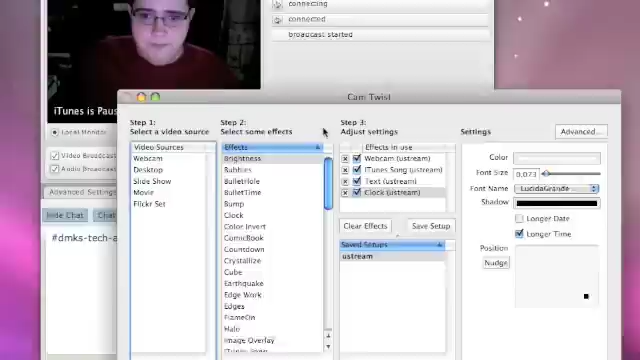 connecting
connected
broadcast started
iTunes is Paus
Local Monitor
Video Broadcast
Audio Broadcast
Advanced Settings
Hide Chat
Chat
#dmks-tech-a
Cam Twist
Step 1:
Select a video source
Video Sources
Webcam
Desktop
Slide Show
Movie
Flickr Set
Step 2:
Select some effects
Effects
Brightness
Bubbles
BulletHole
BulletTime
Bump
Clock
Color Invert
ComicBook
Countdown
Crystallize
Cube
Earthquake
Edge Work
Edges
FlameOn
Halo
Image Overlay
iTunes Song
Step 3:
Adjust settings
Effects in use
Webcam (ustream)
iTunes Song (ustream)
Text (ustream)
Clock (ustream)
Clear Effects
Save Setup
Saved Setups
ustream
Settings
Advanced...
Color
Font Size
0.073
Font Name
LucidaGrande
Shadow
Longer Date
Longer Time
Position
Nudge